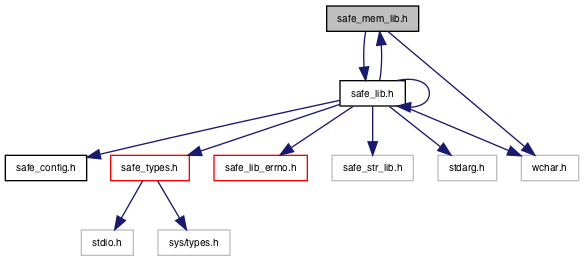 safe_mem_lib.h
safe_lib.h
safe_config.h
safe_types.h
safe_lib_errno.h
safe_str_lib.h
stdarg.h
wchar.h
stdio.h
sys/types.h